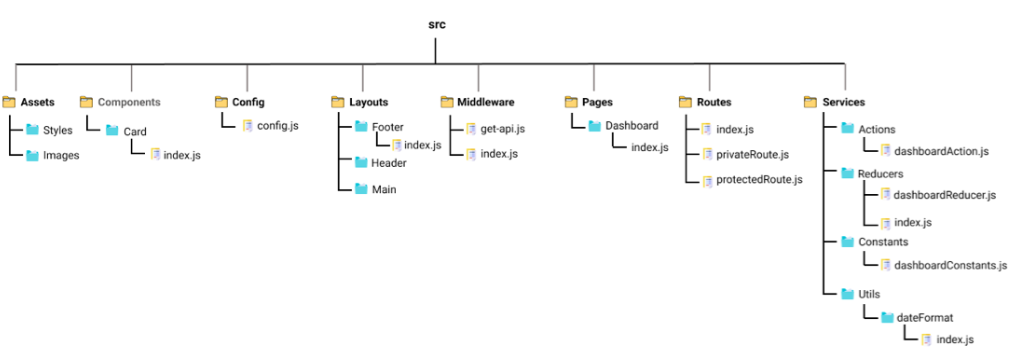 src
Assets
Styles
Images
Components
Card
index.js
Config
config.js
Layouts
Footer
index.js
Header
Main
Middleware
get-api.js
index.js
Pages
Dashboard
index.js
Routes
index.js
privateRoute.js
protectedRoute.js
Services
Actions
dashboardAction.js
Reducers
dashboardReducer.js
index.js
Constants
dashboardConstants.js
Utils
dateFormat
index.js